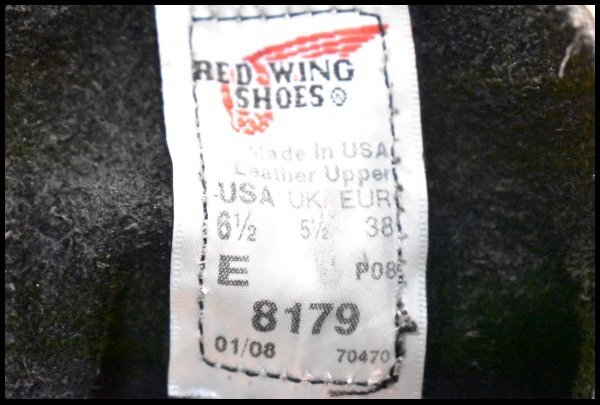 RED WING
SHOES®
Made in USA
Leather Upper
USA UK EUR
6½ 5½ 38
E P08
8179
01/08 70470